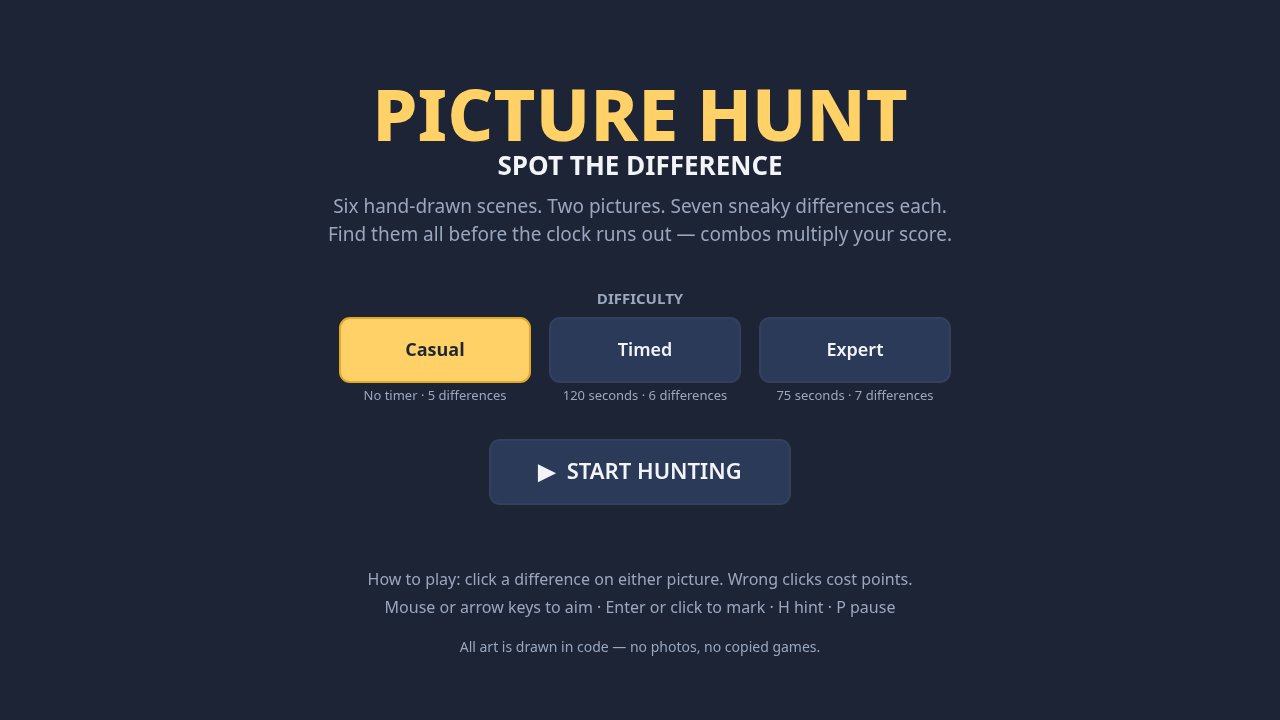 PICTURE HUNT
SPOT THE DIFFERENCE
Six hand-drawn scenes. Two pictures. Seven sneaky differences each.
Find them all before the clock runs out — combos multiply your score.
DIFFICULTY
Casual
Timed
Expert
No timer · 5 differences
120 seconds · 6 differences
75 seconds · 7 differences
▶ START HUNTING
How to play: click a difference on either picture. Wrong clicks cost points.
Mouse or arrow keys to aim · Enter or click to mark · H hint · P pause
All art is drawn in code — no photos, no copied games.